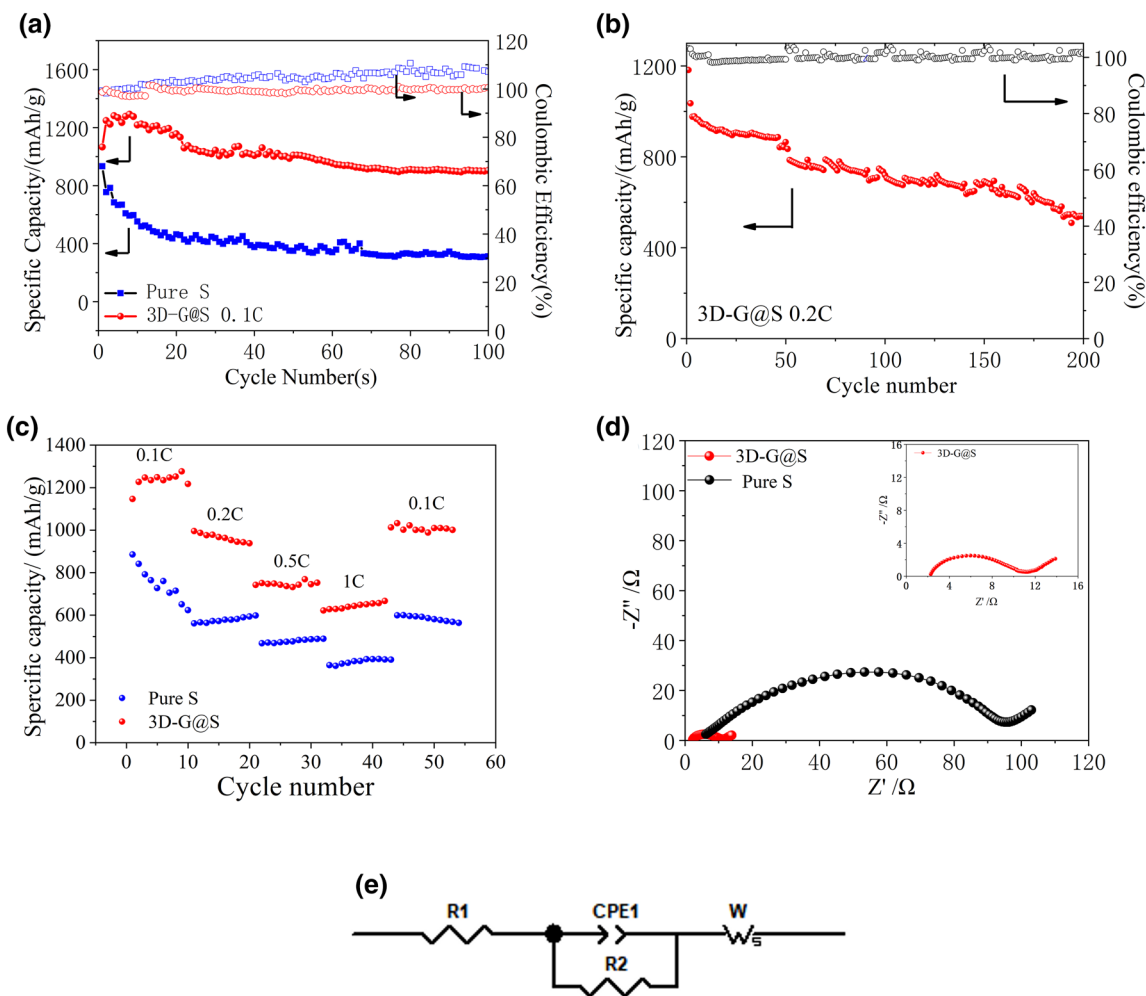 (a)
1600
1200
800
400
0
Specific Capacity/(mAh/g)
120
100
80
60
40
20
0
Coulombic Efficiency(%)
Pure S
3D-G@S 0.1C
0 20 40 60 80 100
Cycle Number(s)
(b)
1200
900
600
400
0
Specific capacity/(mAh/g)
100
80
60
40
20
0
Coulombic efficiency(%)
3D-G@S 0.2C
0 50 100 150 200
Cycle number
(c)
1400
1200
1000
800
600
400
200
0
Spercific capacity/ (mAh/g)
0.1C
0.2C
0.5C
1C
0.1C
Pure S
3D-G@S
0 10 20 30 40 50 60
Cycle number
(d)
120
100
80
60
40
20
0
-Z'' /Ω
3D-G@S
Pure S
0 20 40 60 80 100 120
Z' /Ω
16
12
8
4
0
-Z'' /Ω
3D-G@S
0 4 8 12 16
Z' /Ω
(e)
R1
CPE1
W
s
R2